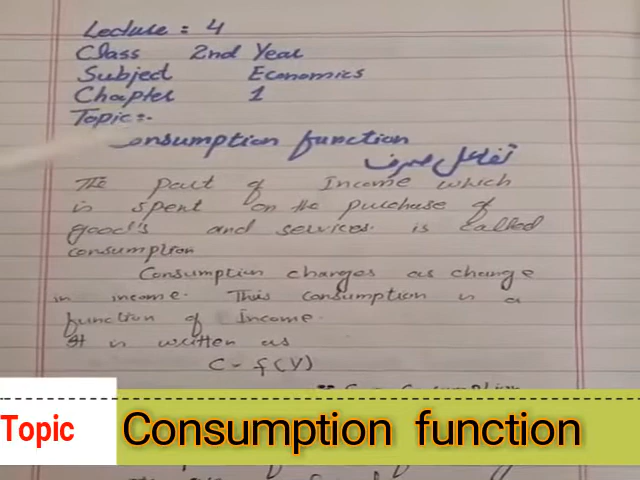 Lecture : 4
Class 2nd Year
Subject Economics
Chapter 1
Topic :-
onsumption function
تفاعل صرف
The part of Income which
is spent on the purchase of
good's and services. is called
consumption
Consumption changes as change
in income. This consumption is a
function of Income.
It is written as
C = f(Y)
Topic Consumption function